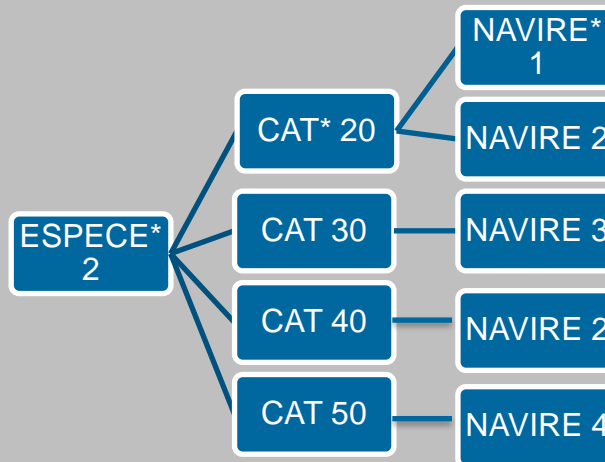 ESPECE*
2
CAT* 20
NAVIRE*
1
NAVIRE 2
CAT 30
NAVIRE 3
CAT 40
NAVIRE 2
CAT 50
NAVIRE 4